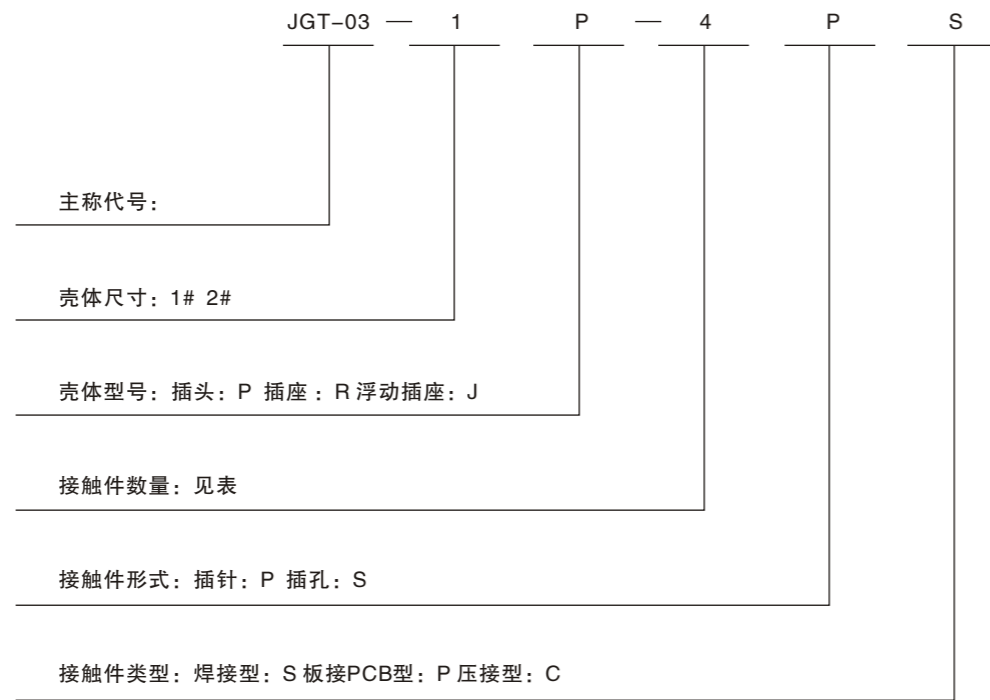 JGT-03 — 1 P — 4 P S
主称代号：
壳体尺寸：1# 2#
壳体型号：插头：P 插座：R 浮动插座：J
接触件数量：见表
接触件形式：插针：P 插孔：S
接触件类型：焊接型：S 板接PCB型：P 压接型：C